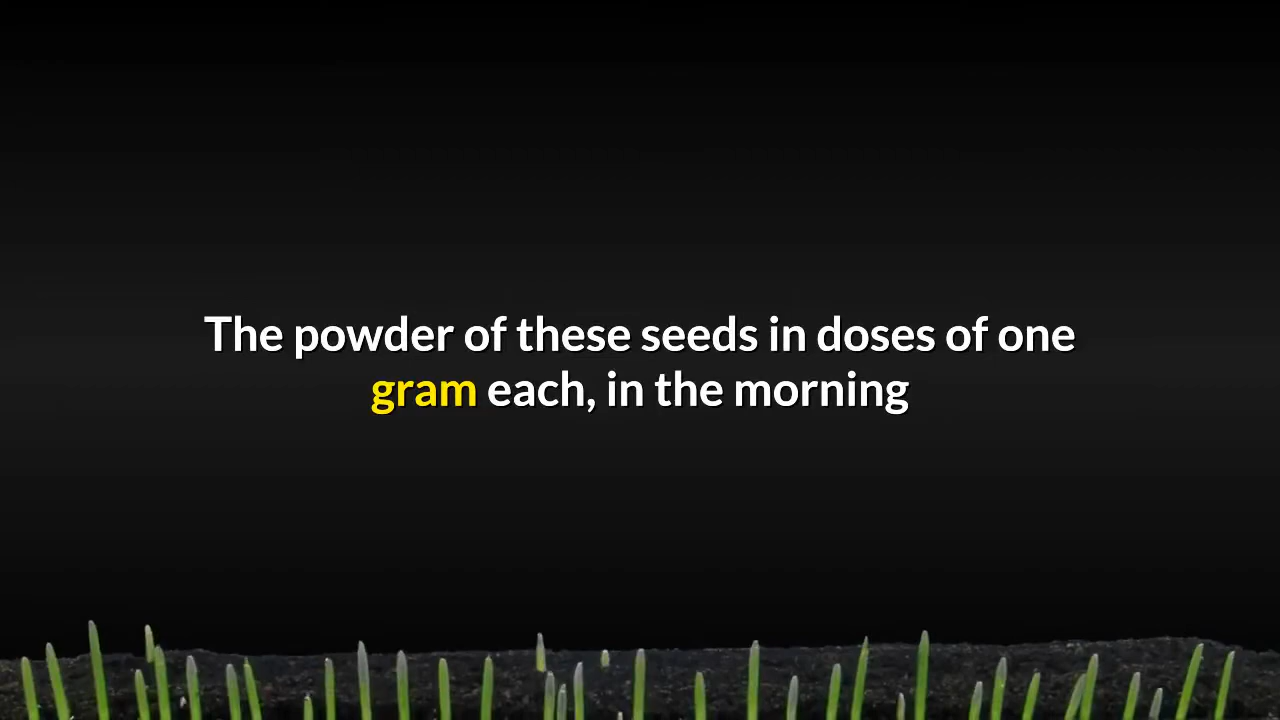 The powder of these seeds in doses of one
gram each, in the morning